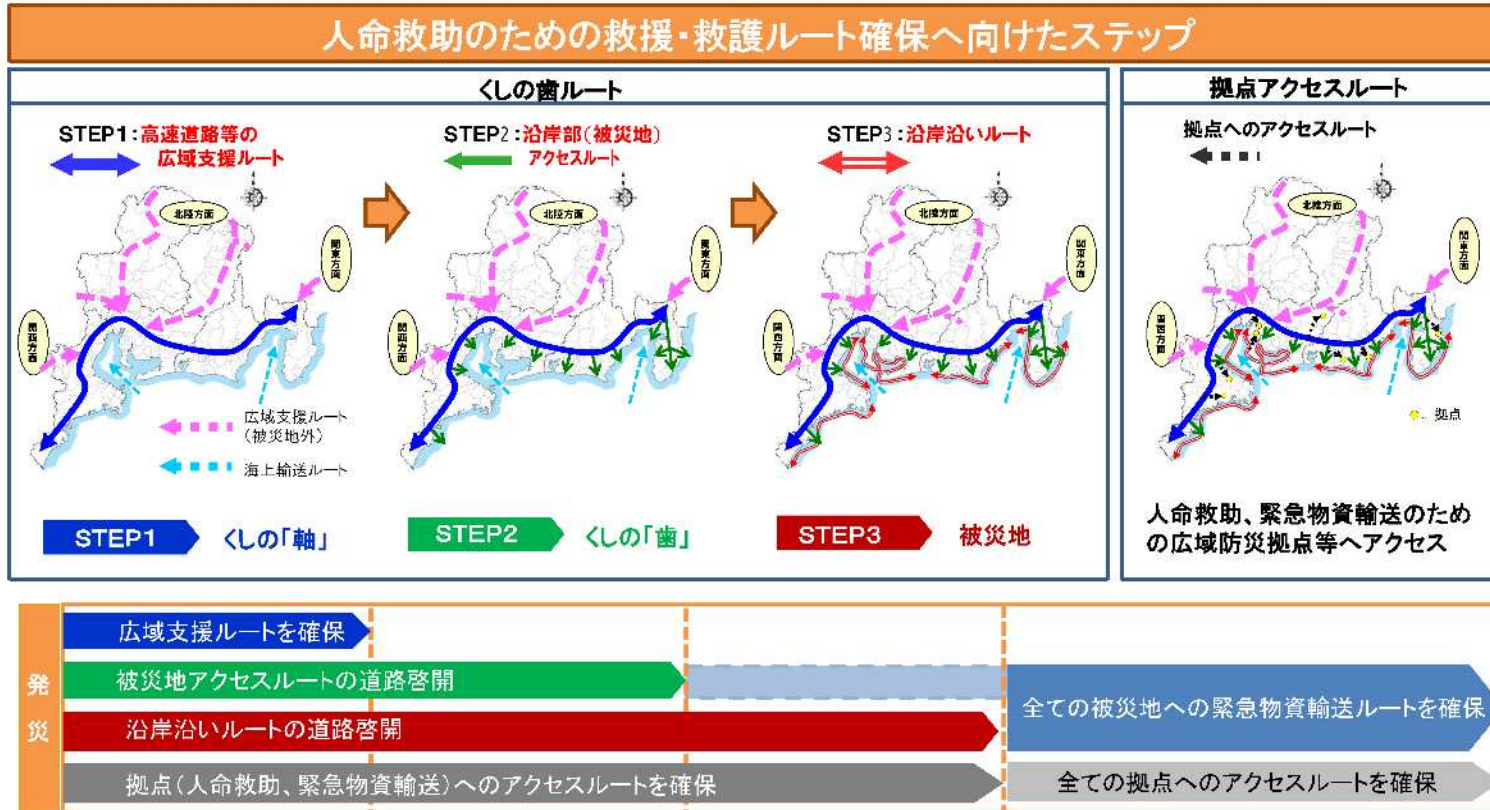 人命救助のための救援・救護ルート確保へ向けたステップ
くしの歯ルート
STEP1:高速道路等の
広域支援ルート
北陸方面
関東方面
関西方面
広域支援ルート
(被災地外)
海上輸送ルート
STEP1
くしの「軸」
STEP2:沿岸部(被災地)
アクセスルート
北陸方面
関東方面
関西方面
STEP2
くしの「歯」
STEP3:沿岸沿いルート
北陸方面
関東方面
関西方面
STEP3
被災地
拠点アクセスルート
拠点へのアクセスルート
北陸方面
関東方面
関西方面
… 拠点
人命救助、緊急物資輸送のため
の広域防災拠点等へアクセス
発災
広域支援ルートを確保
被災地アクセスルートの道路啓開
沿岸沿いルートの道路啓開
拠点(人命救助、緊急物資輸送)へのアクセスルートを確保
全ての被災地への緊急物資輸送ルートを確保
全ての拠点へのアクセスルートを確保